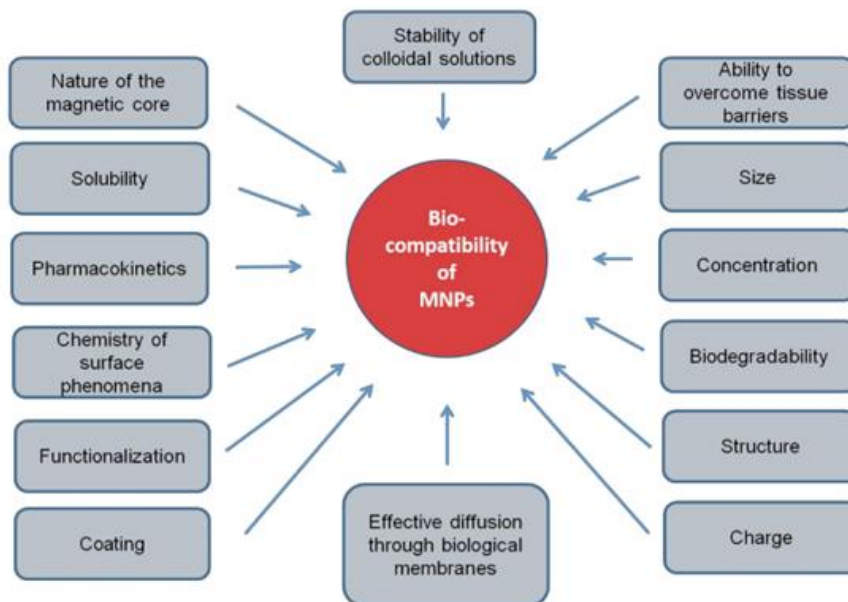 Stability of
colloidal solutions
Nature of the
magnetic core
Solubility
Pharmacokinetics
Chemistry of
surface
phenomena
Functionalization
Coating
Bio-
compatibility
of
MNPs
Effective diffusion
through biological
membranes
Ability to
overcome tissue
barriers
Size
Concentration
Biodegradability
Structure
Charge